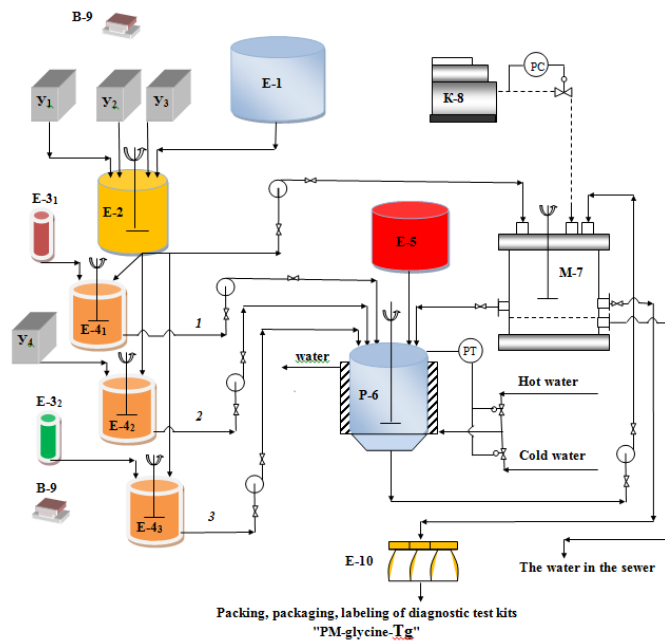 В-9
Е-1
У₁
У₂
У₃
К-8
PC
Е-2
Е-3₁
Е-5
М-7
Е-4₁
1
У₄
water
PT
Р-6
Hot water
Е-4₂
2
Е-3₂
Cold water
В-9
Е-4₃
3
Е-10
The water in the sewer
Packing, packaging, labeling of diagnostic test kits
"PM-glycine-Tg"